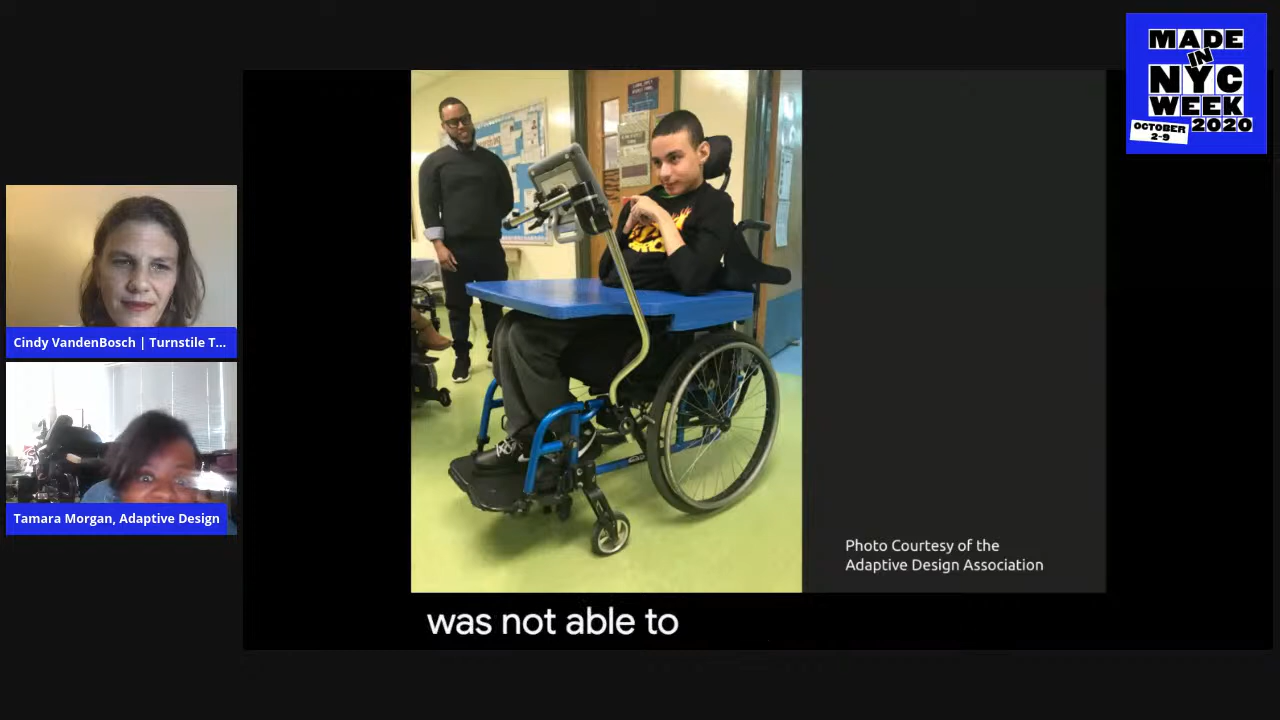 MADE
IN
NYC
WEEK
OCTOBER
2-9
2020
Cindy VandenBosch | Turnstile T...
Tamara Morgan, Adaptive Design
Photo Courtesy of the
Adaptive Design Association
was not able to